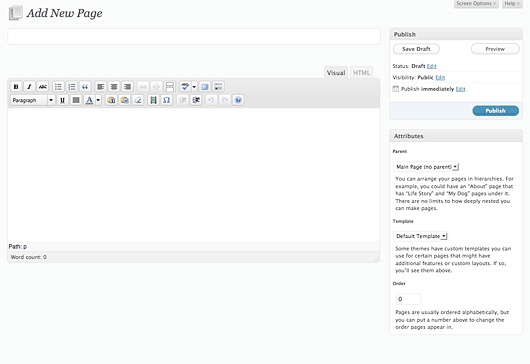 Screen Options Help
Add New Page
Visual HTML
B I ABC
Paragraph U A
Path: p
Word count: 0
Publish
Save Draft Preview
Status: Draft Edit
Visibility: Public Edit
Publish immediately Edit
Publish
Attributes
Parent
Main Page (no parent)
You can arrange your pages in hierarchies. For
example, you could have an "About" page that
has "Life Story" and "My Dog" pages under it.
There are no limits to how deeply nested you
can make pages.
Template
Default Template
Some themes have custom templates you can
use for certain pages that might have
additional features or custom layouts. If so,
you'll see them above.
Order
0
Pages are usually ordered alphabetically, but
you can put a number above to change the
order pages appear in.